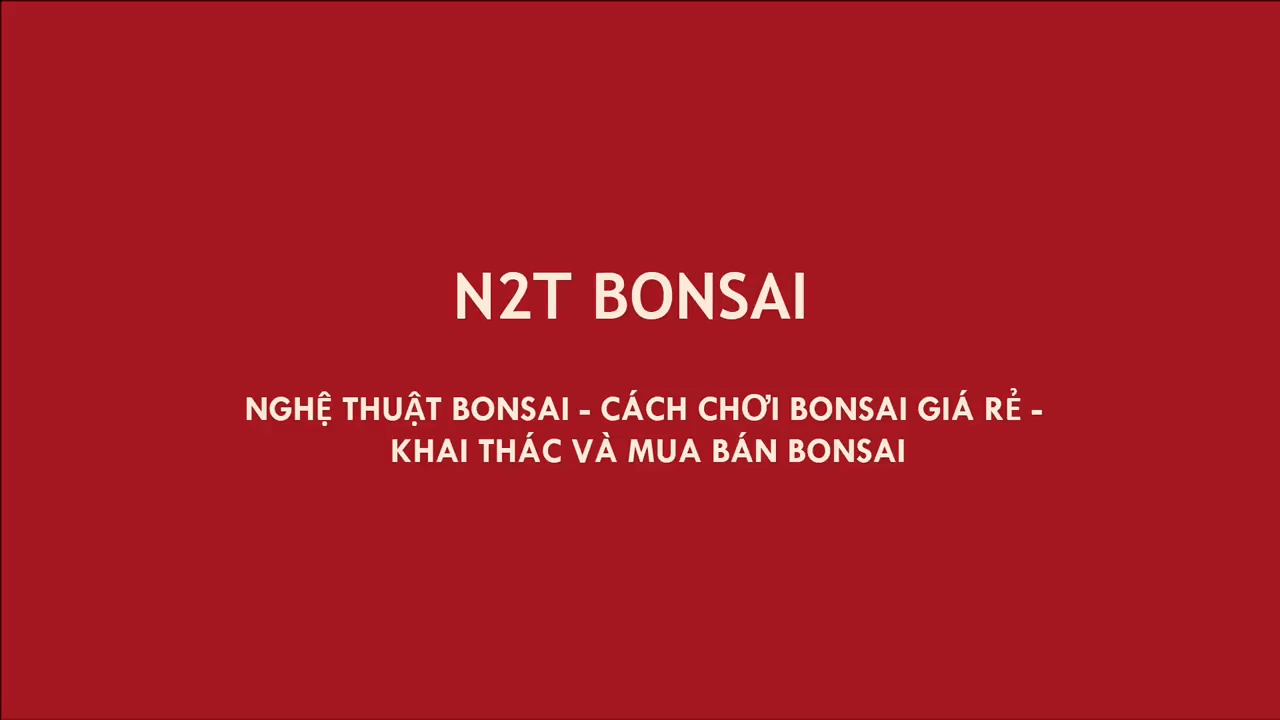 N2T BONSAI
NGHỆ THUẬT BONSAI - CÁCH CHƠI BONSAI GIÁ RẺ -
KHAI THÁC VÀ MUA BÁN BONSAI